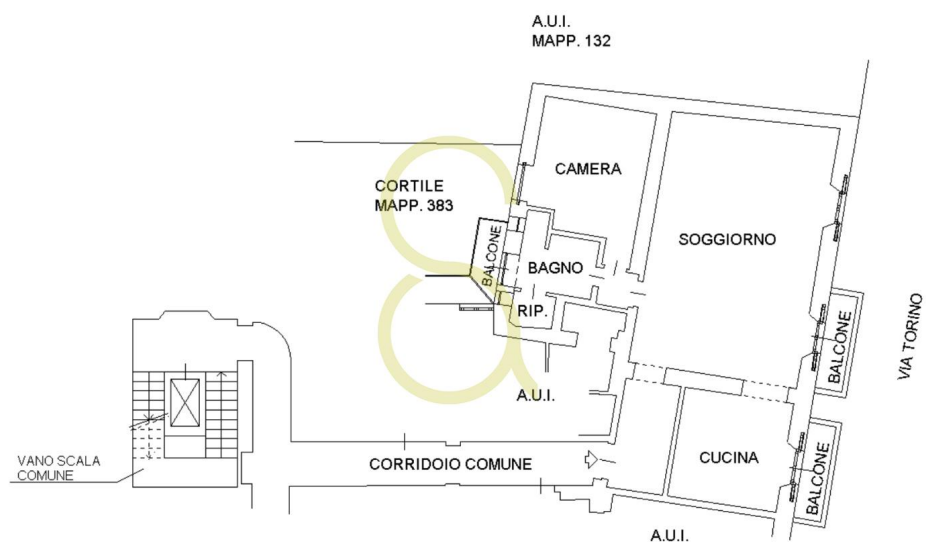 A.U.I.
MAPP. 132
CAMERA
CORTILE
MAPP. 383
SOGGIORNO
BALCONE
BAGNO
RIP.
VIA TORINO
BALCONE
A.U.I.
CORRIDOIO COMUNE
CUCINA
BALCONE
VANO SCALA
COMUNE
A.U.I.